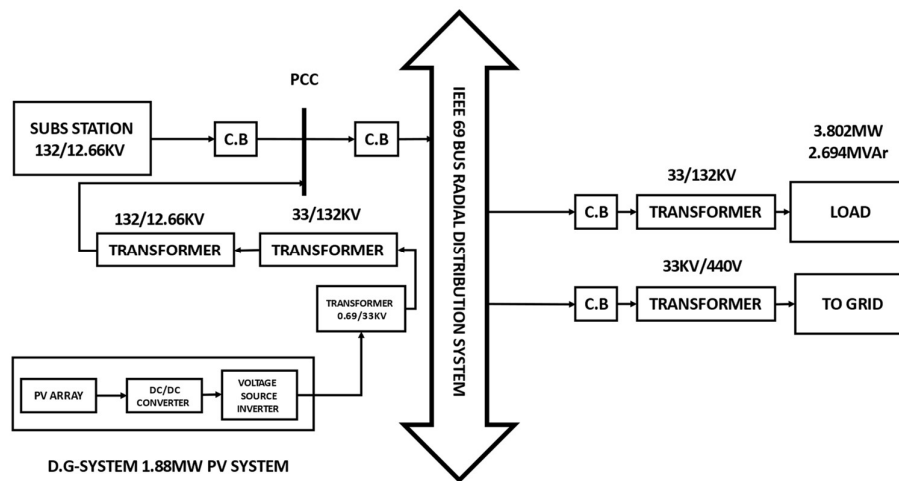 PCC
SUBS STATION
132/12.66KV
C.B
C.B
132/12.66KV
TRANSFORMER
33/132KV
TRANSFORMER
TRANSFORMER
0.69/33KV
PV ARRAY
DC/DC
CONVERTER
VOLTAGE
SOURCE
INVERTER
D.G-SYSTEM 1.88MW PV SYSTEM
IEEE 69 BUS RADIAL DISTRIBUTION SYSTEM
3.802MW
2.694MVAr
33/132KV
C.B
TRANSFORMER
LOAD
33KV/440V
C.B
TRANSFORMER
TO GRID